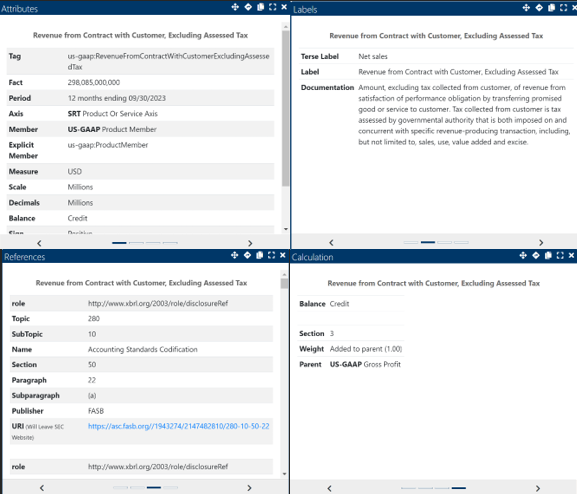 Attributes
Revenue from Contract with Customer, Excluding Assessed Tax
Tag us-gaap:RevenueFromContractWithCustomerExcludingAssesse
dTax
Fact 298,085,000,000
Period 12 months ending 09/30/2023
Axis SRT Product Or Service Axis
Member US-GAAP Product Member
Explicit us-gaap:ProductMember
Member
Measure USD
Scale Millions
Decimals Millions
Balance Credit
Sign Positive
Labels
Revenue from Contract with Customer, Excluding Assessed Tax
Terse Label Net sales
Label Revenue from Contract with Customer, Excluding Assessed Tax
Documentation Amount, excluding tax collected from customer, of revenue from
satisfaction of performance obligation by transferring promised
good or service to customer. Tax collected from customer is tax
assessed by governmental authority that is both imposed on and
concurrent with specific revenue-producing transaction, including,
but not limited to, sales, use, value added and excise.
References
Revenue from Contract with Customer, Excluding Assessed Tax
role http://www.xbrl.org/2003/role/disclosureRef
Topic 280
SubTopic 10
Name Accounting Standards Codification
Section 50
Paragraph 22
Subparagraph (a)
Publisher FASB
URI (Will Leave SEC https://asc.fasb.org//1943274/2147482810/280-10-50-22
Website)
role http://www.xbrl.org/2003/role/disclosureRef
Calculation
Revenue from Contract with Customer, Excluding Assessed Tax
Balance Credit
Section 3
Weight Added to parent (1.00)
Parent US-GAAP Gross Profit